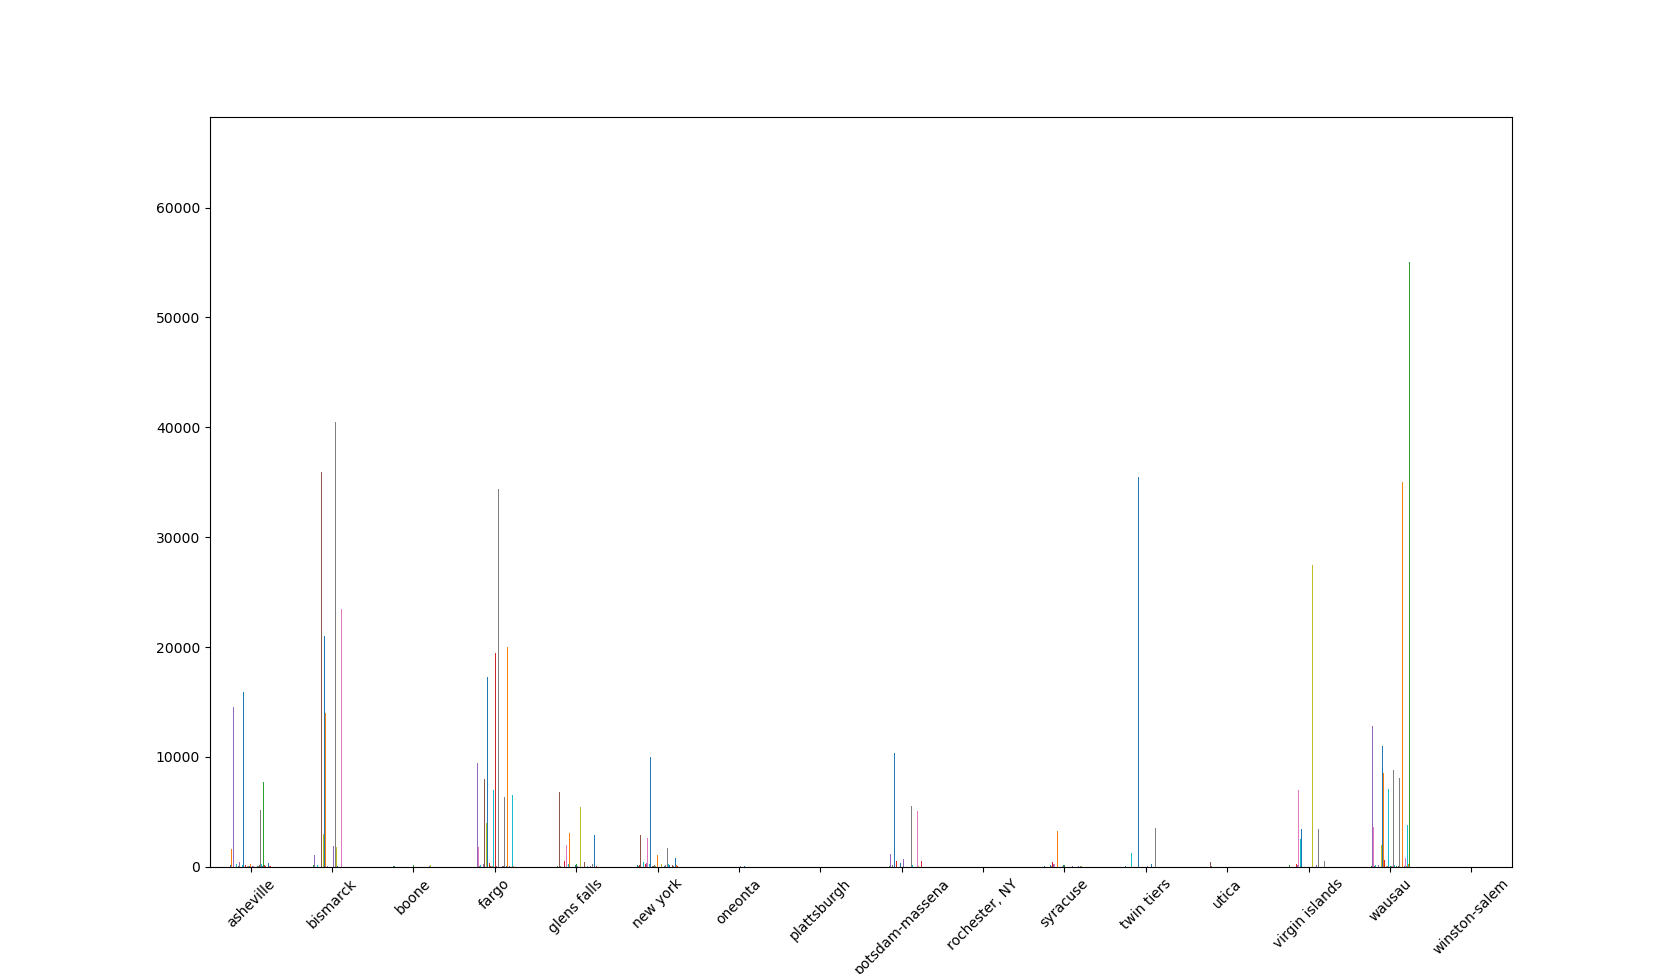 60000
50000
40000
30000
20000
10000
0
asheville
bismarck
boone
fargo
glens falls
new york
oneonta
plattsburgh
potsdam-massena
rochester, NY
syracuse
twin tiers
utica
virgin islands
wausau
winston-salem